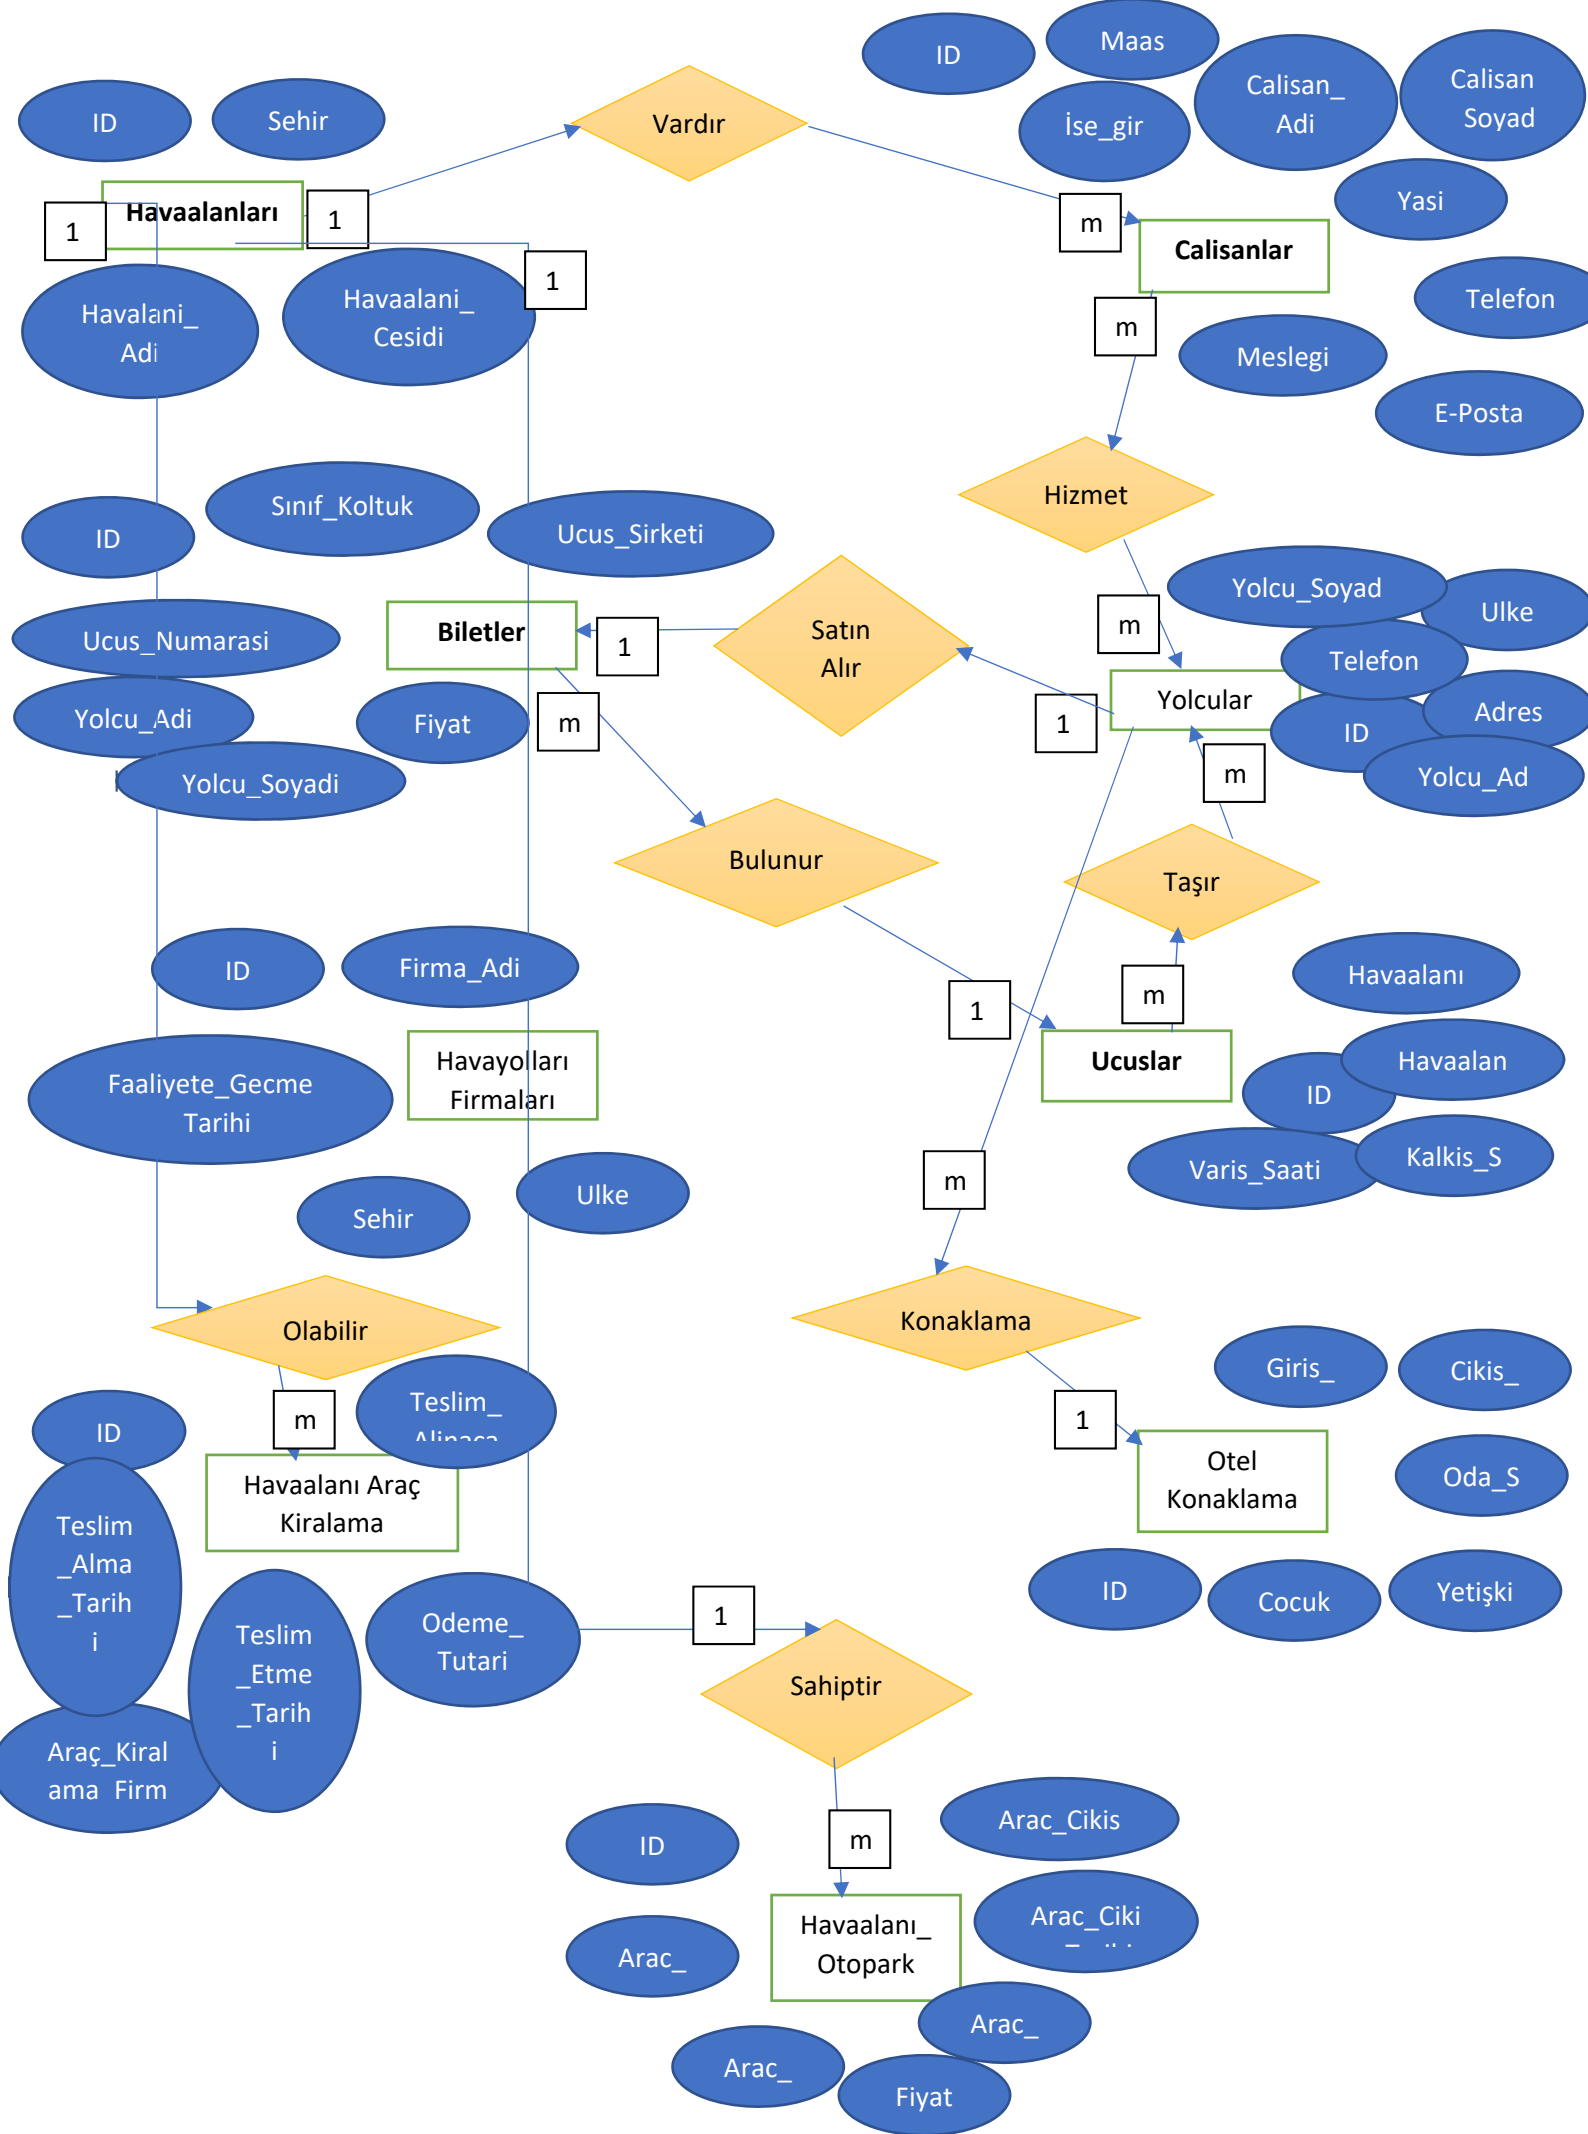 ID
Maas
Calisan_
Adi
Calisan
Soyad
ID
Sehir
Vardır
İse_gir
Yasi
Havaalanları
1
1
m
Calisanlar
1
Havalani_
Adi
Havaalani_
Cesidi
m
Telefon
Meslegi
E-Posta
Hizmet
ID
Sınıf_Koltuk
Ucus_Sirketi
Yolcu_Soyad
Ulke
Ucus_Numarasi
Biletler
1
Satın
Alır
m
Telefon
Yolcular
Yolcu_Adi
Fiyat
m
1
ID
Adres
Yolcu_Soyadi
m
Yolcu_Ad
Bulunur
Taşır
ID
Firma_Adi
1
m
Havaalanı
Havayolları
Firmaları
Ucuslar
Havaalan
Faaliyete_Gecme
Tarihi
ID
Varis_Saati
Kalkis_S
m
Sehir
Ulke
Olabilir
Konaklama
Giris_
Cikis_
ID
m
Teslim_
Alinaca
1
Havaalanı Araç
Kiralama
Otel
Konaklama
Oda_S
Teslim
_Alma
_Tarih
i
ID
Cocuk
Yetişki
Teslim
_Etme
_Tarih
i
Odeme_
Tutari
1
Sahiptir
Araç_Kiral
ama_Firm
ID
m
Arac_Cikis
Arac_
Havaalanı_
Otopark
Arac_Ciki
Arac_
Arac_
Fiyat